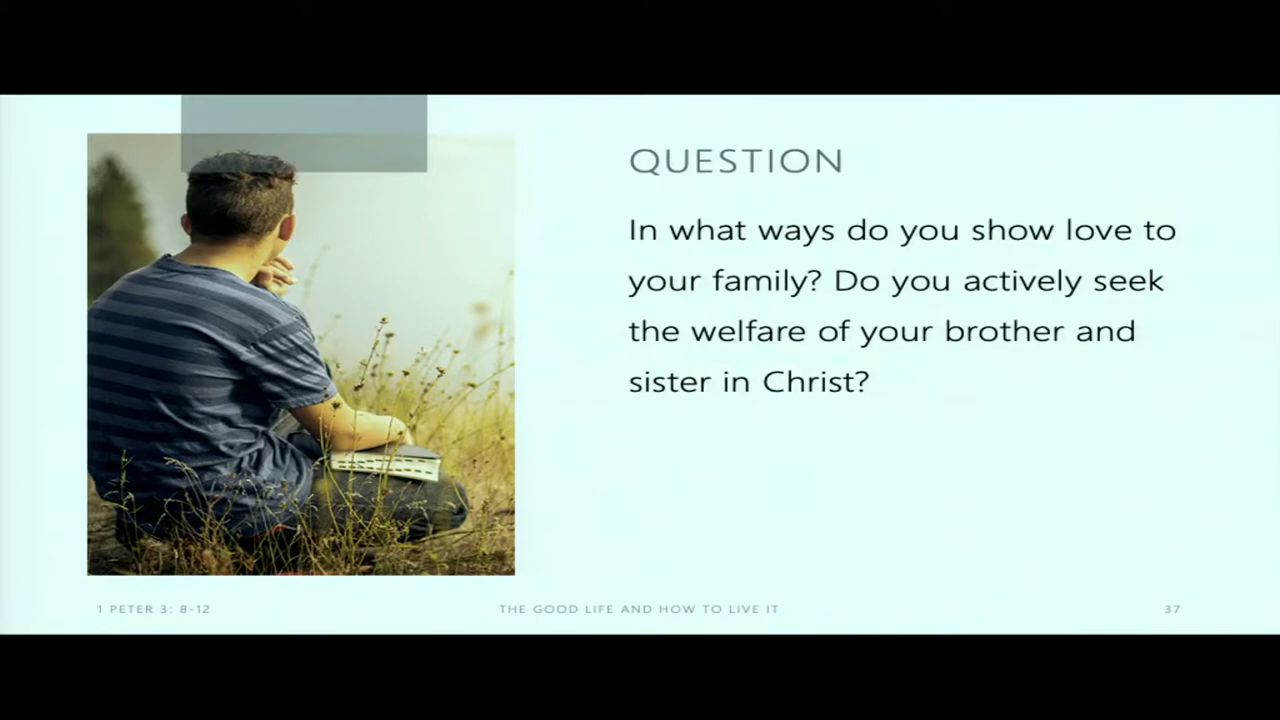 QUESTION
In what ways do you show love to
your family? Do you actively seek
the welfare of your brother and
sister in Christ?
1 PETER 3: 8-12
THE GOOD LIFE AND HOW TO LIVE IT
37